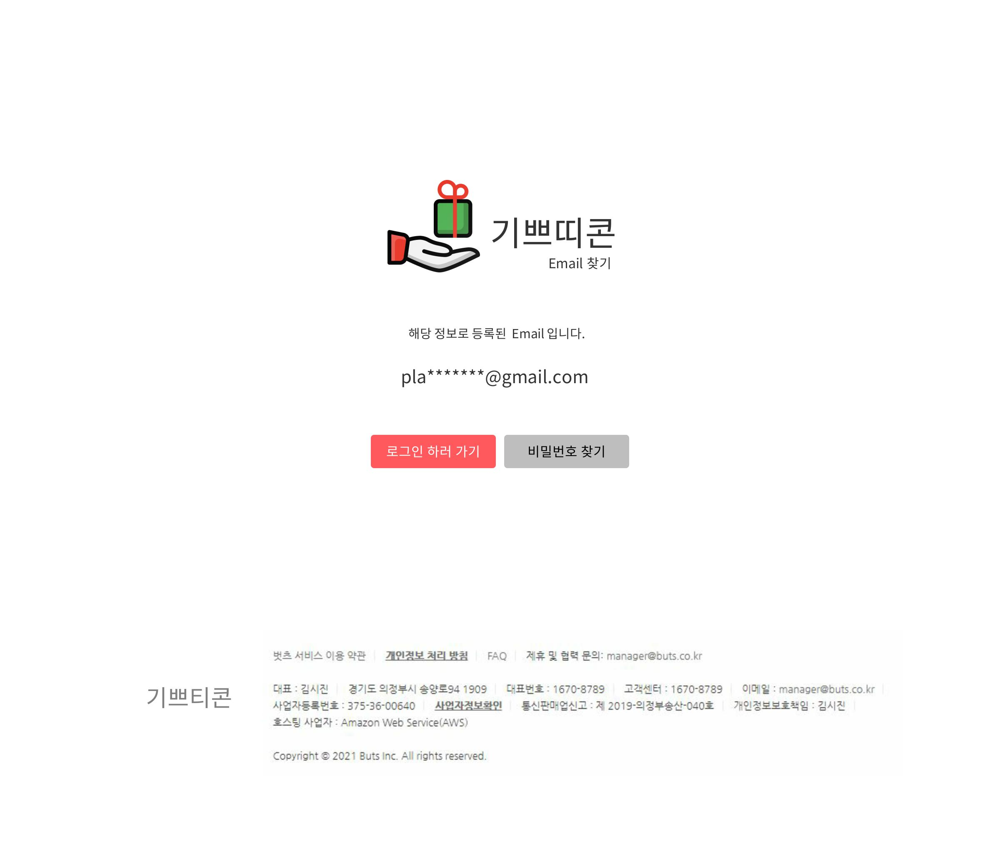 기쁘띠콘
Email 찾기
해당 정보로 등록된 Email 입니다.
pla*******@gmail.com
로그인 하러 가기 비밀번호 찾기
벗츠 서비스 이용 약관 | 개인정보 처리 방침 | FAQ | 제휴 및 협력 문의: manager@buts.co.kr
기쁘티콘
대표 : 김시진 | 경기도 의정부시 송양로94 1909 | 대표번호 : 1670-8789 | 고객센터 : 1670-8789 | 이메일 : manager@buts.co.kr |
사업자등록번호 : 375-36-00640 | 사업자정보확인 | 통신판매업신고 : 제 2019-의정부송산-040호 | 개인정보보호책임 : 김시진 |
호스팅 사업자 : Amazon Web Service(AWS)
Copyright © 2021 Buts Inc. All rights reserved.